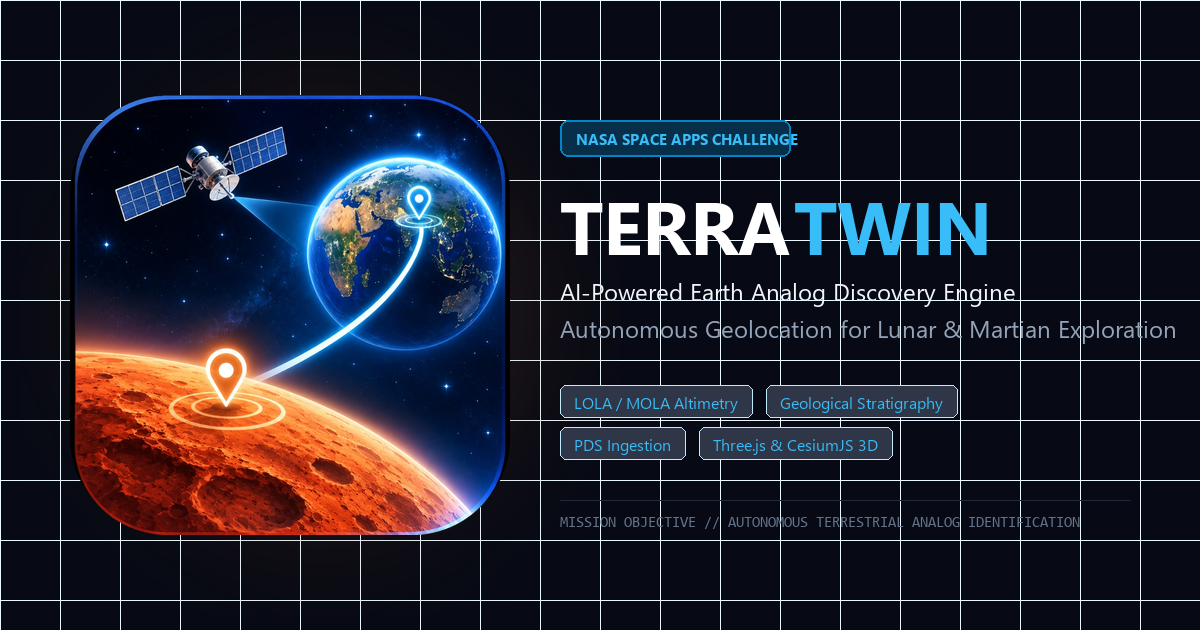 NASA SPACE APPS CHALLENGE
TERRATWIN
AI-Powered Earth Analog Discovery Engine
Autonomous Geolocation for Lunar & Martian Exploration
LOLA / MOLA Altimetry
Geological Stratigraphy
PDS Ingestion
Three.js & CesiumJS 3D
MISSION OBJECTIVE // AUTONOMOUS TERRESTRIAL ANALOG IDENTIFICATION